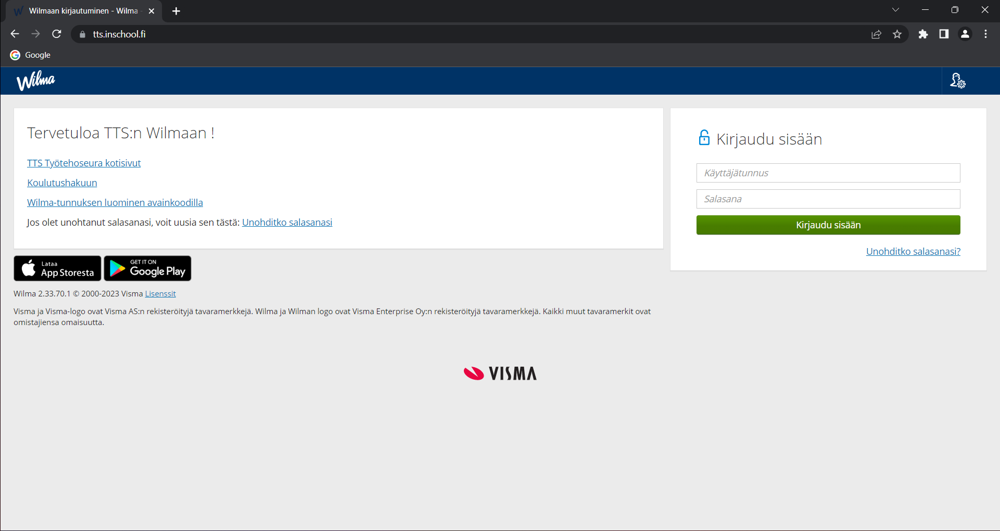 Wilmaan kirjautuminen - Wilma -
tts.inschool.fi
Google
Wilma
Tervetuloa TTS:n Wilmaan !
TTS Työtehoseura kotisivut
Koulutushakuun
Wilma-tunnuksen luominen avainkoodilla
Jos olet unohtanut salasanasi, voit uusia sen tästä: Unohditko salasanasi
Kirjaudu sisään
Käyttäjätunnus
Salasana
Kirjaudu sisään
Unohditko salasanasi?
Lataa
App Storesta
GET IT ON
Google Play
Wilma 2.33.70.1 © 2000-2023 Visma Lisenssit
Visma ja Visma-logo ovat Visma AS:n rekisteröityjä tavaramerkkejä. Wilma ja Wilman logo ovat Visma Enterprise Oy:n rekisteröityjä tavaramerkkejä. Kaikki muut tavaramerkit ovat
omistajiensa omaisuutta.
VISMA